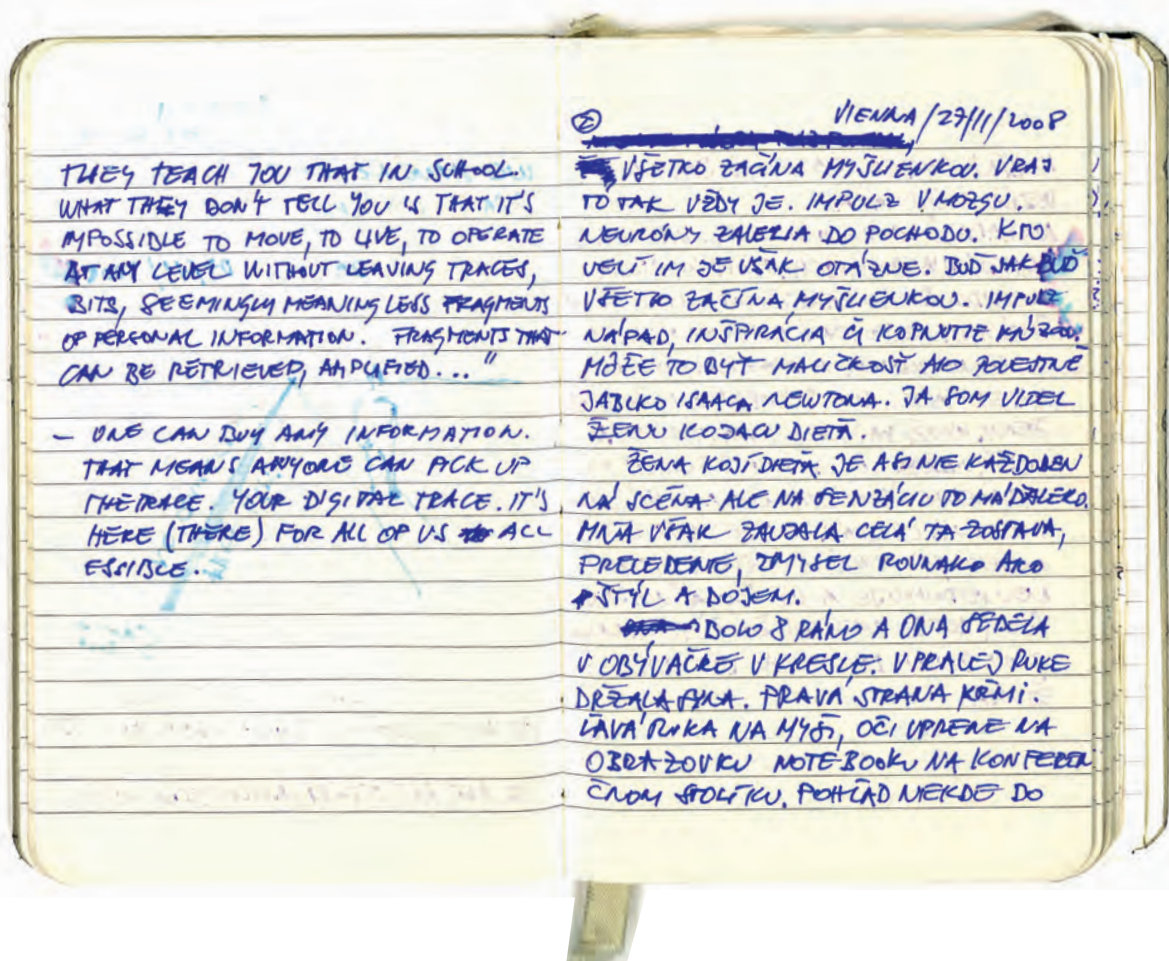 THEY TEACH YOU THAT IN SCHOOL.
WHAT THEY DON'T TELL YOU IS THAT IT'S
IMPOSSIBLE TO MOVE, TO LIVE, TO OPERATE
AT ANY LEVEL WITHOUT LEAVING TRACES,
BITS, SEEMINGLY MEANINGLESS FRAGMENTS
OF PERSONAL INFORMATION. FRAGMENTS THAT
CAN BE RETRIEVED, AMPLIFIED..."
– ONE CAN BUY ANY INFORMATION.
THAT MEANS ANYONE CAN PICK UP
THE TRACE. YOUR DIGITAL TRACE. IT'S
HERE (THERE) FOR ALL OF US ALL
ESSIBLE.
VIENNA/27/11/2008
VŠETKO ZAČÍNA MYŠLIENKOU. VRAJ
TO TAK VŽDY JE. IMPULZ V MOZGU.
NEURÓNY ZALEZIA DO POCHODU. KTO
VELÍ IM JE VŠAK OTÁZNE. BUĎ JAK BUĎ
VŠETKO ZAČÍNA MYŠLIENKOU. IMPULZ
NÁPAD, INŠPIRÁCIA ČI KOPNUTIE
MÔŽE TO BYŤ MALIČKOSŤ AKO POVESTNÉ
JABLKO ISAACA NEWTONA. JA SOM VIDEL
ŽENU KOJACU DIEŤA.
ŽENA KOJÍ DIEŤA JE ASI NIE KAŽDODEN
NÁ SCÉNA ALE NA SENZÁCIU TO MÁ ĎALEKO.
MŇA VŠAK ZAUJALA CELÁ TA ZOSTAVA,
PREVEDENIE, ZMYSEL ROVNAKO AKO
ŠTÝL A DOJEM.
BOLO 8 RÁNO A ONA SEDELA
V OBÝVAČKE V KRESLE. V PRAVEJ RUKE
DRŽALA SYNA. PRAVÁ STRANA KŔMI.
ĽAVÁ RUKA NA MYŠI, OČI UPRENE NA
OBRAZOVKU NOTEBOOKU NA KONFEREN
ČNOM STOLÍKU. POHĽAD NIEKDE DO